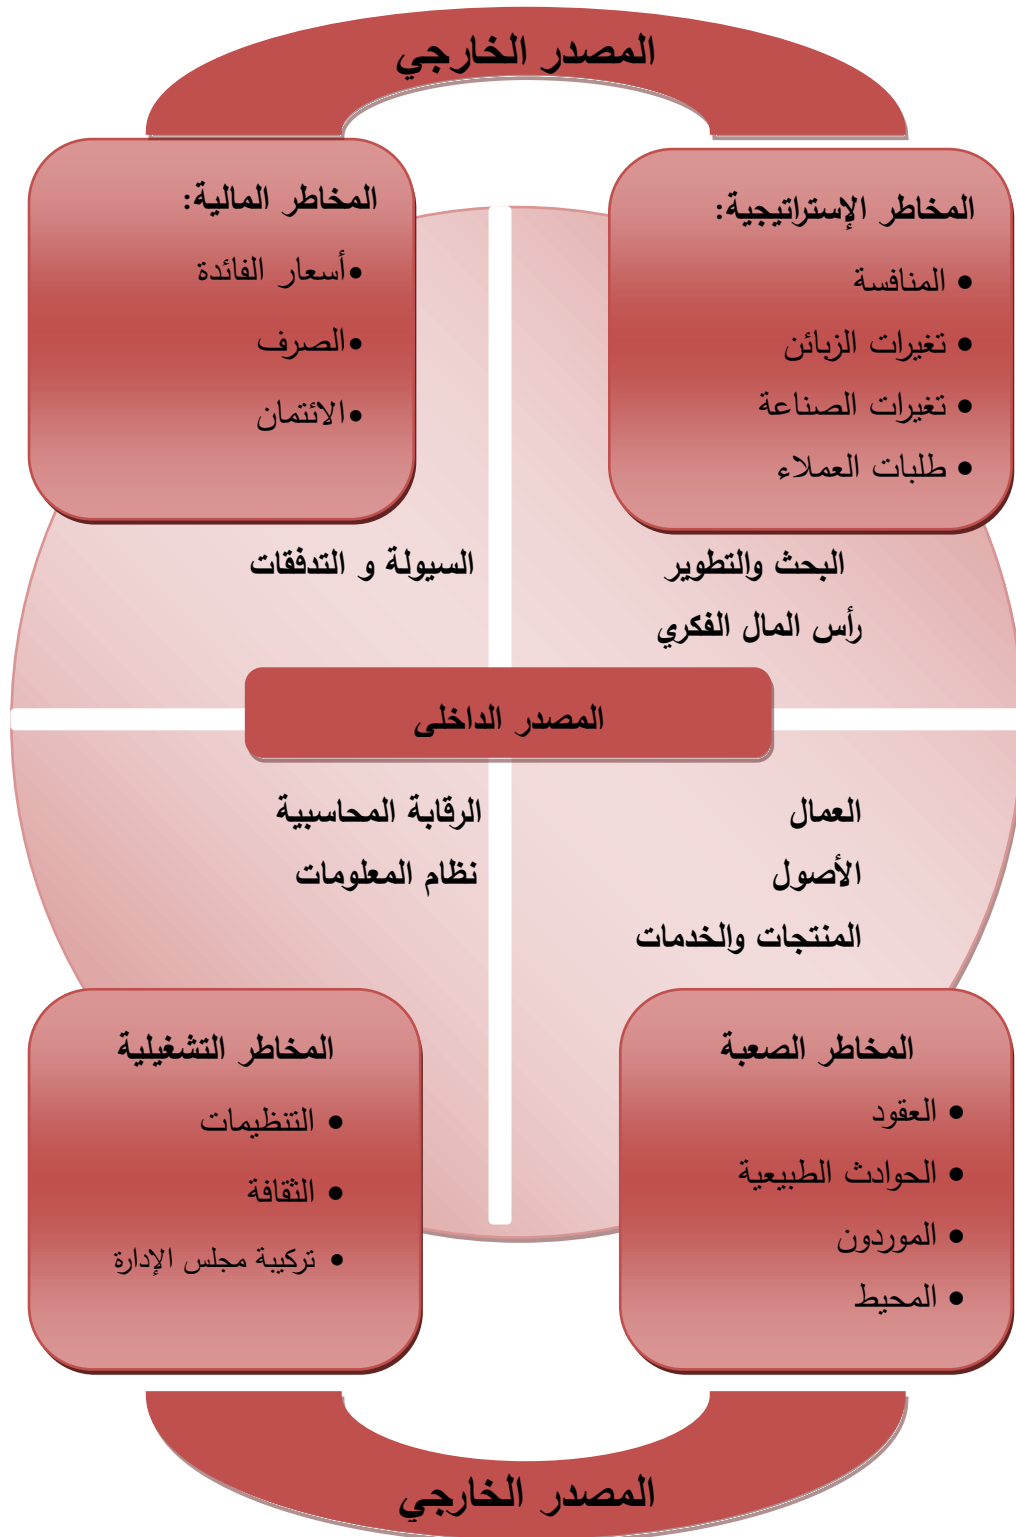 المصدر الخارجي
المخاطر الإستراتيجية:
• المنافسة
• تغيرات الزبائن
• تغيرات الصناعة
• طلبات العملاء
المخاطر المالية:
•أسعار الفائدة
•الصرف
•الائتمان
البحث والتطوير
رأس المال الفكري
السيولة و التدفقات
المصدر الداخلى
العمال
الأصول
المنتجات والخدمات
الرقابة المحاسبية
نظام المعلومات
المخاطر الصعبة
• العقود
• الحوادث الطبيعية
• الموردون
• المحيط
المخاطر التشغيلية
• التنظيمات
• الثقافة
• تركيبة مجلس الإدارة
المصدر الخارجي